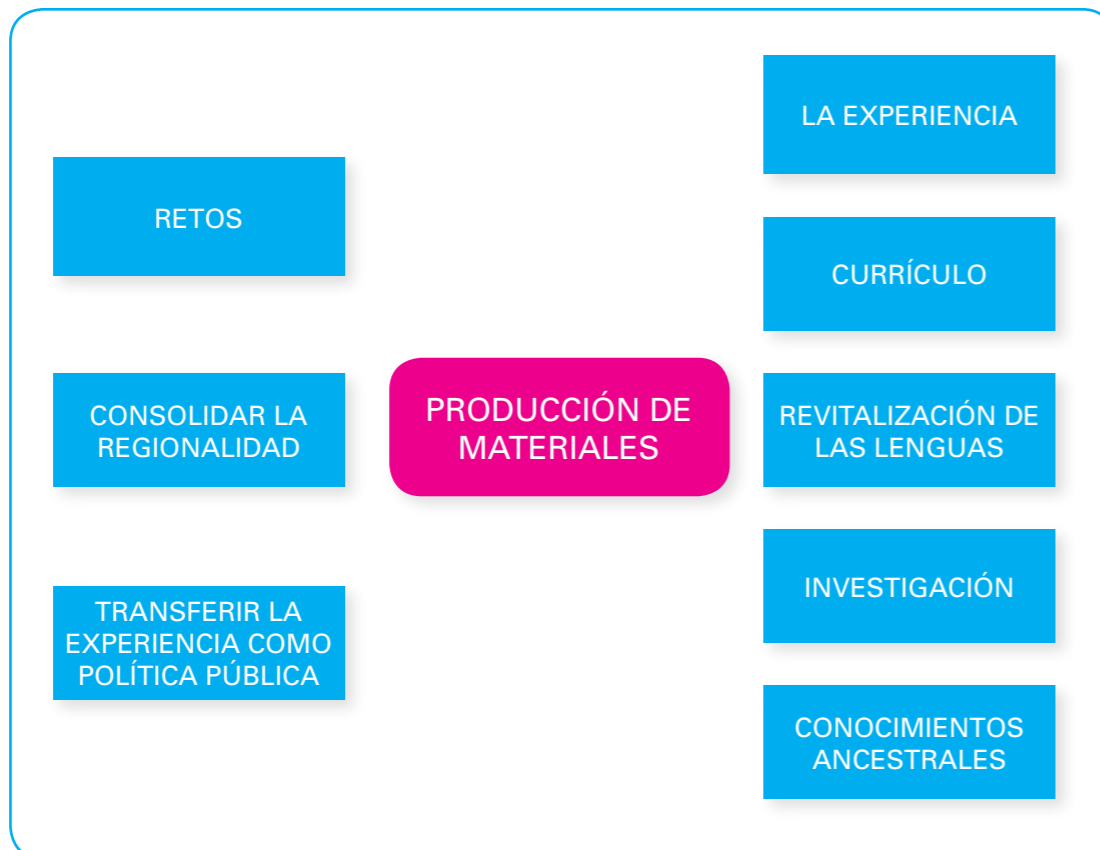 RETOS
CONSOLIDAR LA
REGIONALIDAD
TRANSFERIR LA
EXPERIENCIA COMO
POLÍTICA PÚBLICA
PRODUCCIÓN DE
MATERIALES
LA EXPERIENCIA
CURRÍCULO
REVITALIZACIÓN DE
LAS LENGUAS
INVESTIGACIÓN
CONOCIMIENTOS
ANCESTRALES